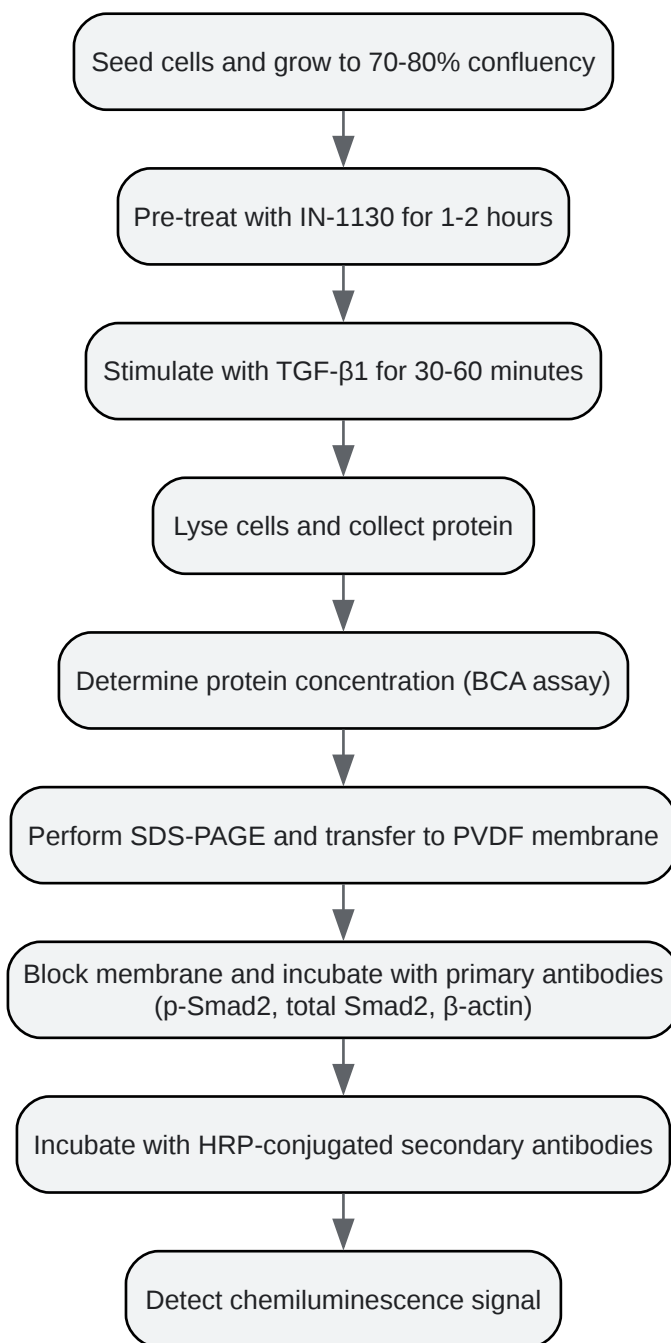 Seed cells and grow to 70-80% confluency
Pre-treat with IN-1130 for 1-2 hours
Stimulate with TGF-β1 for 30-60 minutes
Lyse cells and collect protein
Determine protein concentration (BCA assay)
Perform SDS-PAGE and transfer to PVDF membrane
Block membrane and incubate with primary antibodies
(p-Smad2, total Smad2, β-actin)
Incubate with HRP-conjugated secondary antibodies
Detect chemiluminescence signal